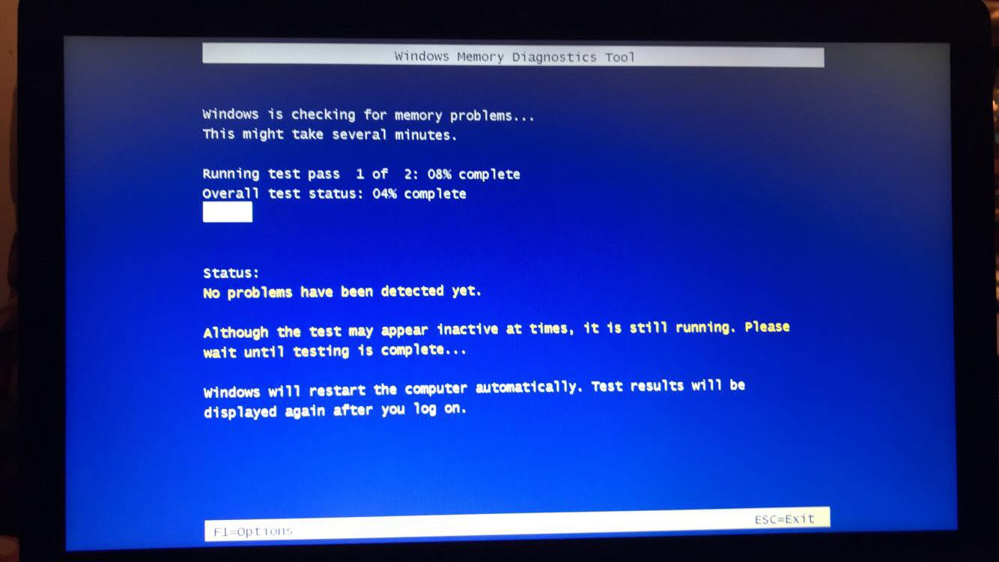 Windows Memory Diagnostics Tool
Windows is checking for memory problems...
This might take several minutes.
Running test pass  1 of  2: 08% complete
Overall test status: 04% complete
Status:
No problems have been detected yet.
Although the test may appear inactive at times, it is still running. Please
wait until testing is complete...
Windows will restart the computer automatically. Test results will be
displayed again after you log on.
F1=Options
ESC=Exit